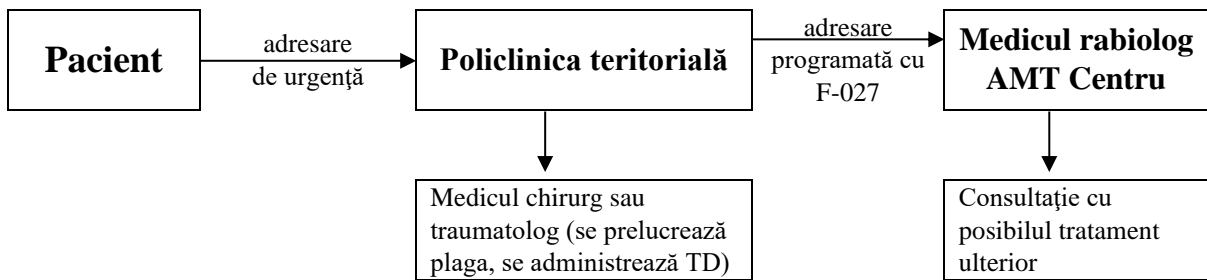 Pacient
adresare
de urgenţă
Policlinica teritorială
adresare
programată cu
F-027
Medicul rabiolog
AMT Centru
Medicul chirurg sau
traumatolog (se prelucrează
plaga, se administrează TD)
Consultaţie cu
posibilul tratament
ulterior